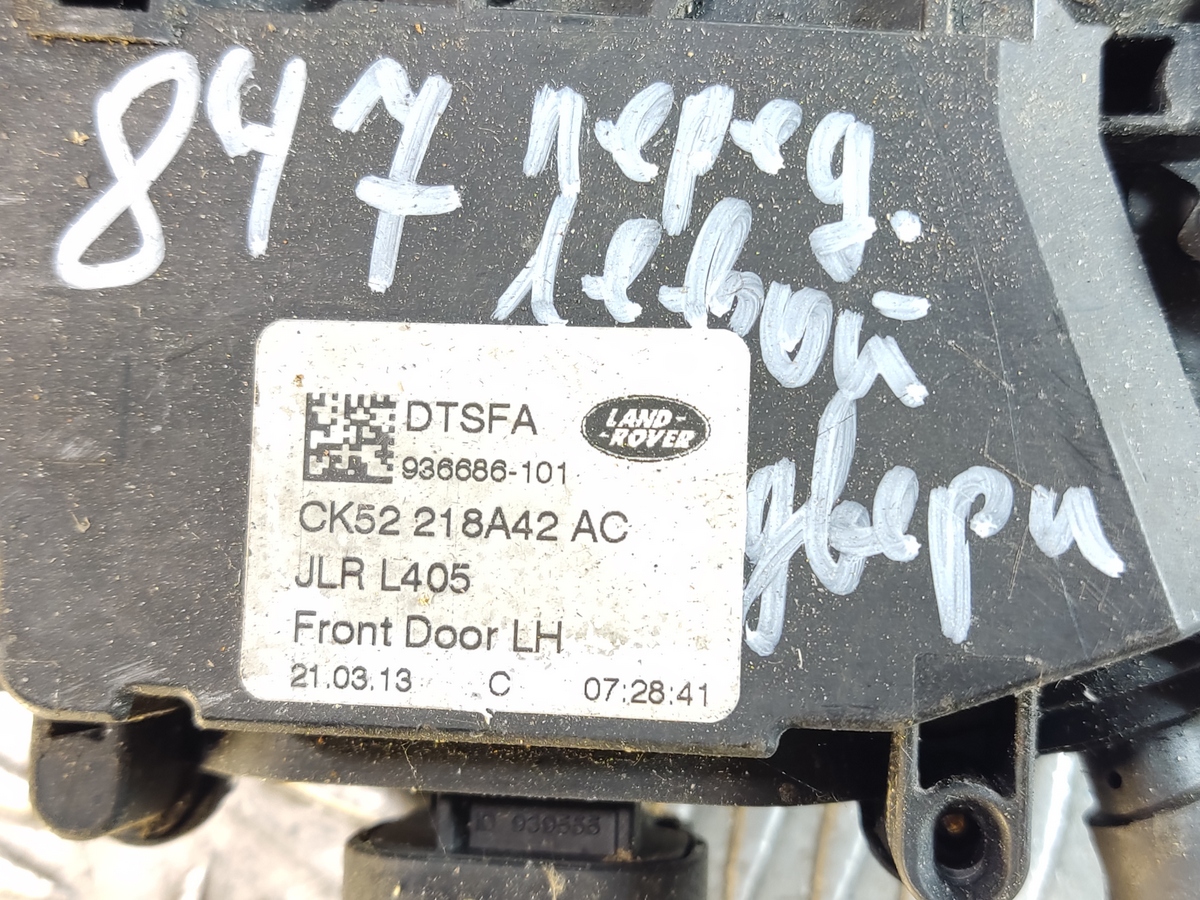 847 перед.
левой
двери
DTSFA
LAND-
-ROVER
936686-101
CK52 218A42 AC
JLR L405
Front Door LH
21.03.13 C 07:28:41